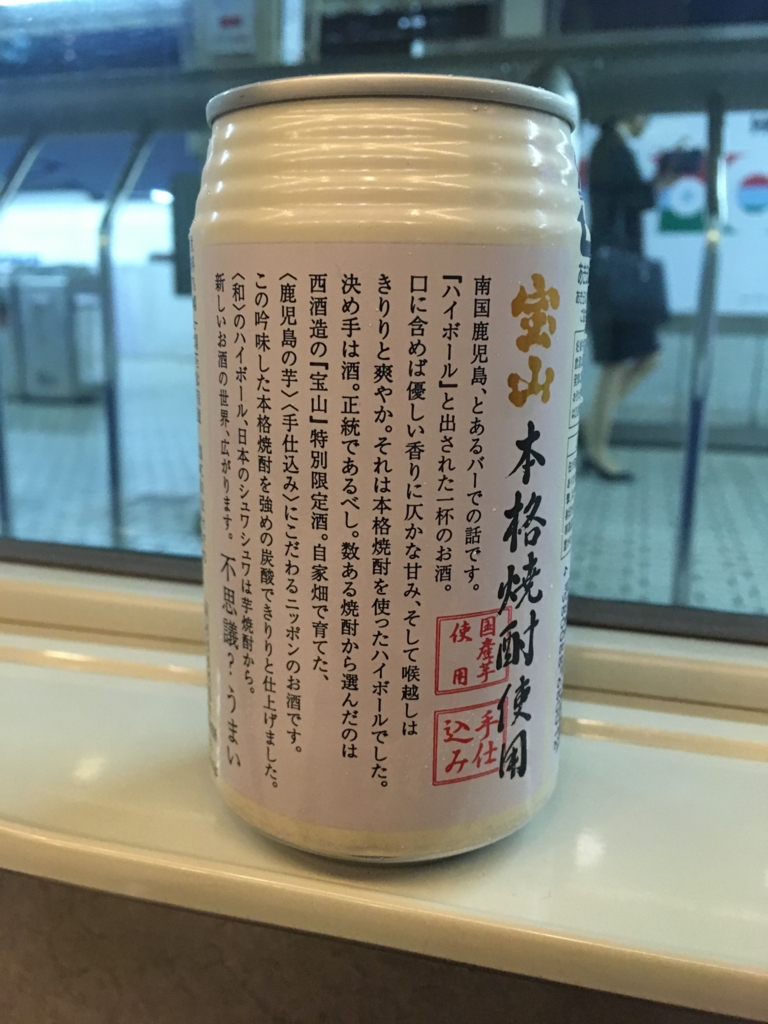 宝山 本格焼酎使用
国産芋
使用
手仕
込み
南国鹿児島、とあるバーでの話です。
『ハイボール』と出された一杯のお酒。
口に含めば優しい香りに仄かな甘み、そして喉越しは
きりりと爽やか。それは本格焼酎を使ったハイボールでした。
決め手は酒。正統であるべし。数ある焼酎から選んだのは
西酒造の『宝山』特別限定酒。自家畑で育てた、
〈鹿児島の芋〉〈手仕込み〉にこだわるニッポンのお酒です。
この吟味した本格焼酎を強めの炭酸できりりと仕上げました。
〈和〉のハイボール、日本のシュワシュワは芋焼酎から。
新しいお酒の世界、広がります。 不思議?うまい